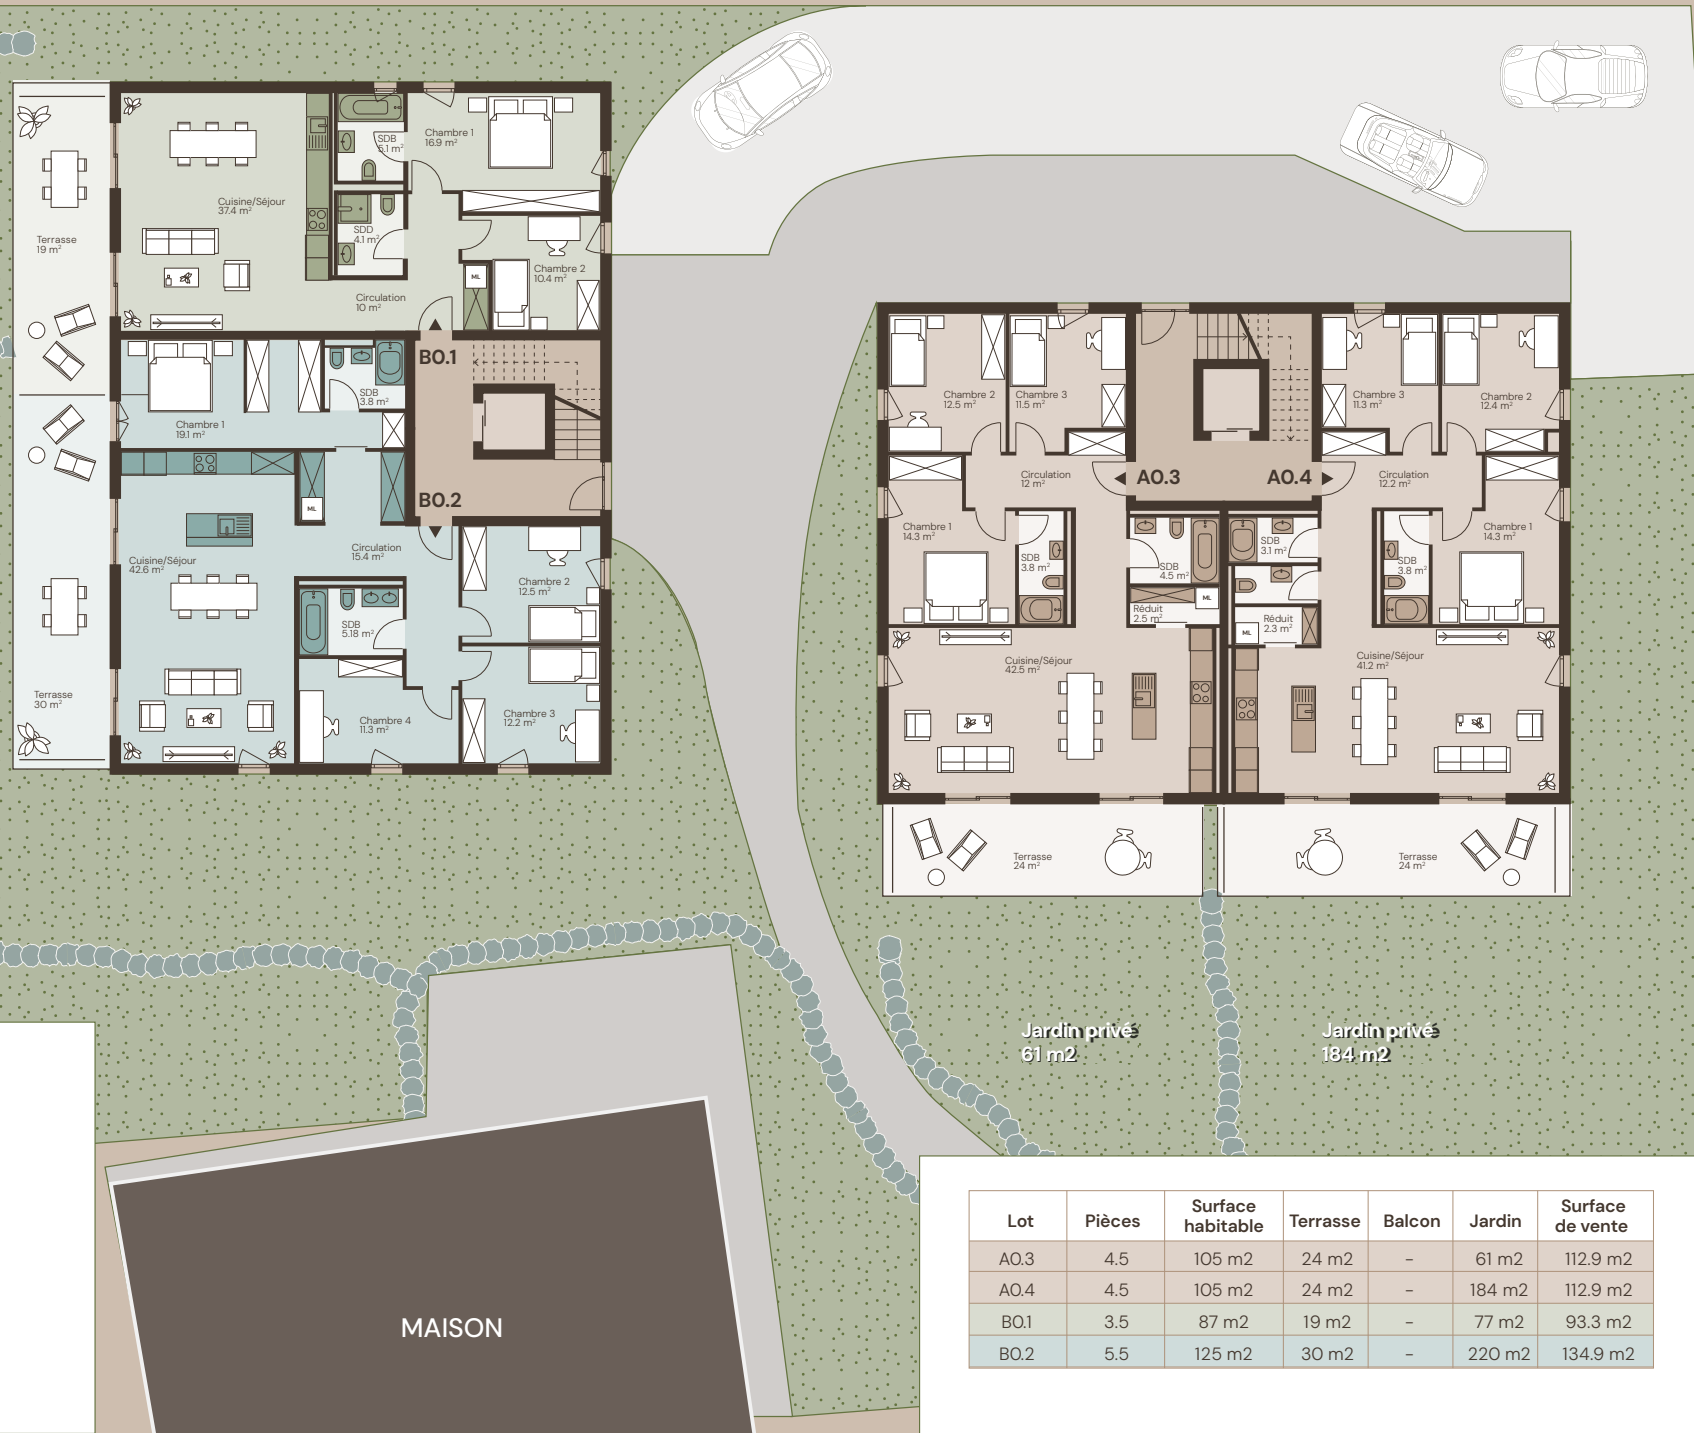 SDB
5.1 m²
Chambre 1
16.9 m²
Cuisine/Séjour
37.4 m²
SDD
4.1 m²
Terrasse
19 m²
Chambre 2
10.4 m²
ML
Circulation
10 m²
B0.1
SDB
3.8 m²
Chambre 1
19.1 m²
B0.2
ML
Circulation
15.4 m²
Cuisine/Séjour
42.6 m²
Chambre 2
12.5 m²
SDB
5.18 m²
Terrasse
30 m²
Chambre 4
11.3 m²
Chambre 3
12.2 m²
Chambre 2
12.5 m²
Chambre 3
11.5 m²
Chambre 3
11.3 m²
Chambre 2
12.4 m²
Circulation
12 m²
A0.3
A0.4
Circulation
12.2 m²
Chambre 1
14.3 m²
SDB
3.8 m²
SDB
4.5 m²
SDB
3.1 m²
SDB
3.8 m²
Chambre 1
14.3 m²
ML
Réduit
2.5 m²
Réduit
2.3 m²
ML
Cuisine/Séjour
42.5 m²
Cuisine/Séjour
41.2 m²
Terrasse
24 m²
Terrasse
24 m²
Jardin privé
61 m2
Jardin privé
184 m2
MAISON
Lot Pièces Surface habitable Terrasse Balcon Jardin Surface de vente
A0.3 4.5 105 m2 24 m2 - 61 m2 112.9 m2
A0.4 4.5 105 m2 24 m2 - 184 m2 112.9 m2
B0.1 3.5 87 m2 19 m2 - 77 m2 93.3 m2
B0.2 5.5 125 m2 30 m2 - 220 m2 134.9 m2